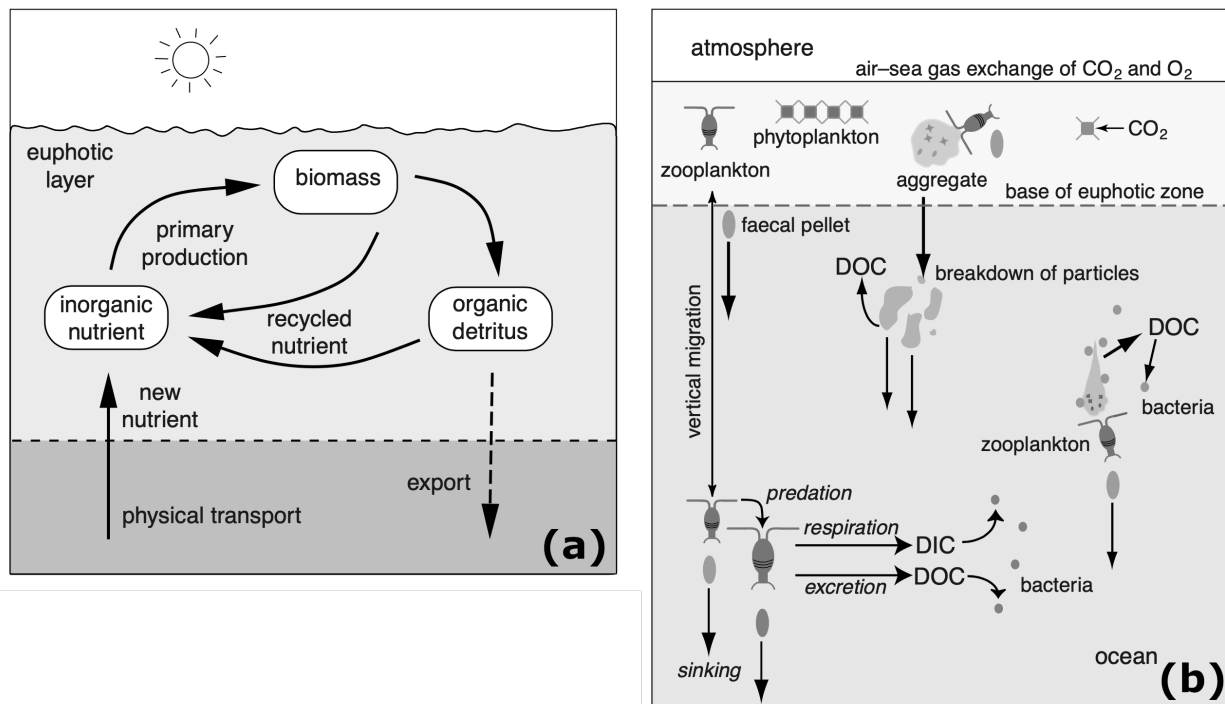 euphotic
layer
biomass
primary
production
inorganic
nutrient
recycled
nutrient
organic
detritus
new
nutrient
export
physical transport
(a)
atmosphere
air–sea gas exchange of CO₂ and O₂
phytoplankton
CO₂
zooplankton
aggregate
base of euphotic zone
faecal pellet
DOC
breakdown of particles
vertical migration
DOC
bacteria
zooplankton
predation
respiration
DIC
excretion
DOC
bacteria
sinking
ocean
(b)